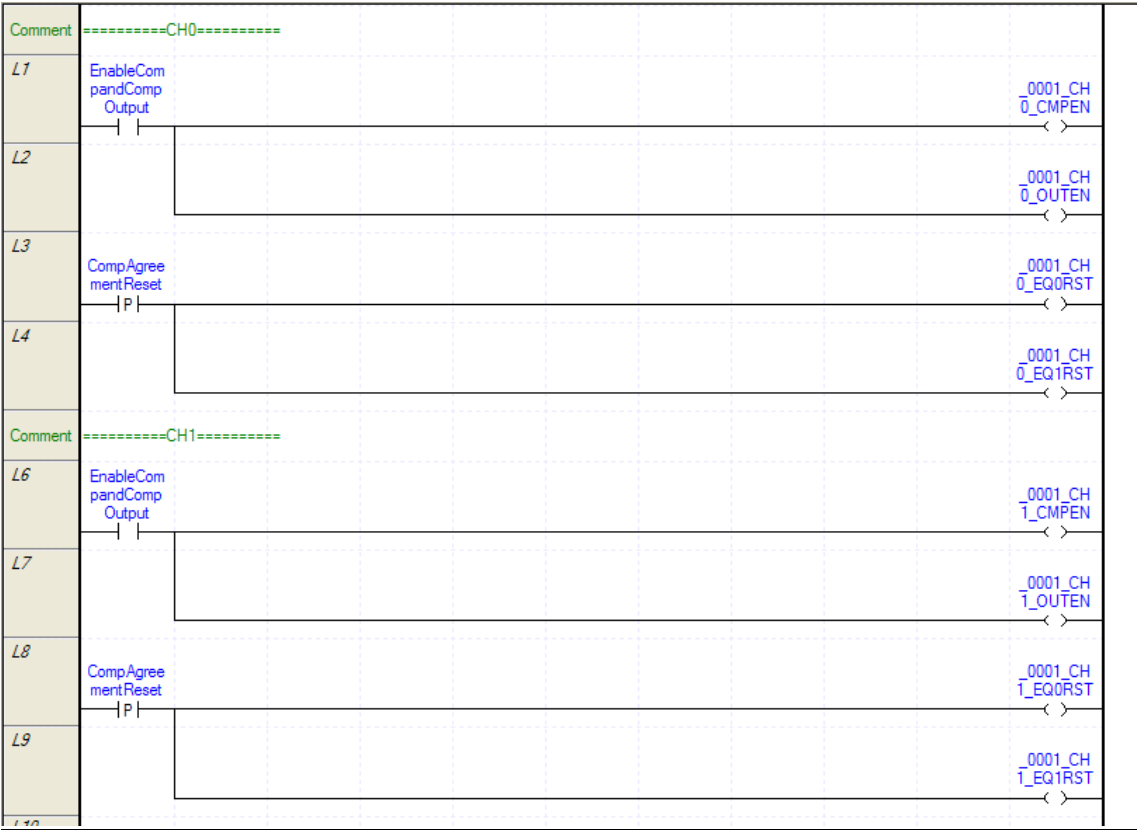 Comment ==========CH0==========
L1
EnableCom
pandComp
Output
_0001_CH
0_CMPEN
L2
_0001_CH
0_OUTEN
L3
CompAgree
mentReset
P
_0001_CH
0_EQ0RST
L4
_0001_CH
0_EQ1RST
Comment ==========CH1==========
L6
EnableCom
pandComp
Output
_0001_CH
1_CMPEN
L7
_0001_CH
1_OUTEN
L8
CompAgree
mentReset
P
_0001_CH
1_EQ0RST
L9
_0001_CH
1_EQ1RST